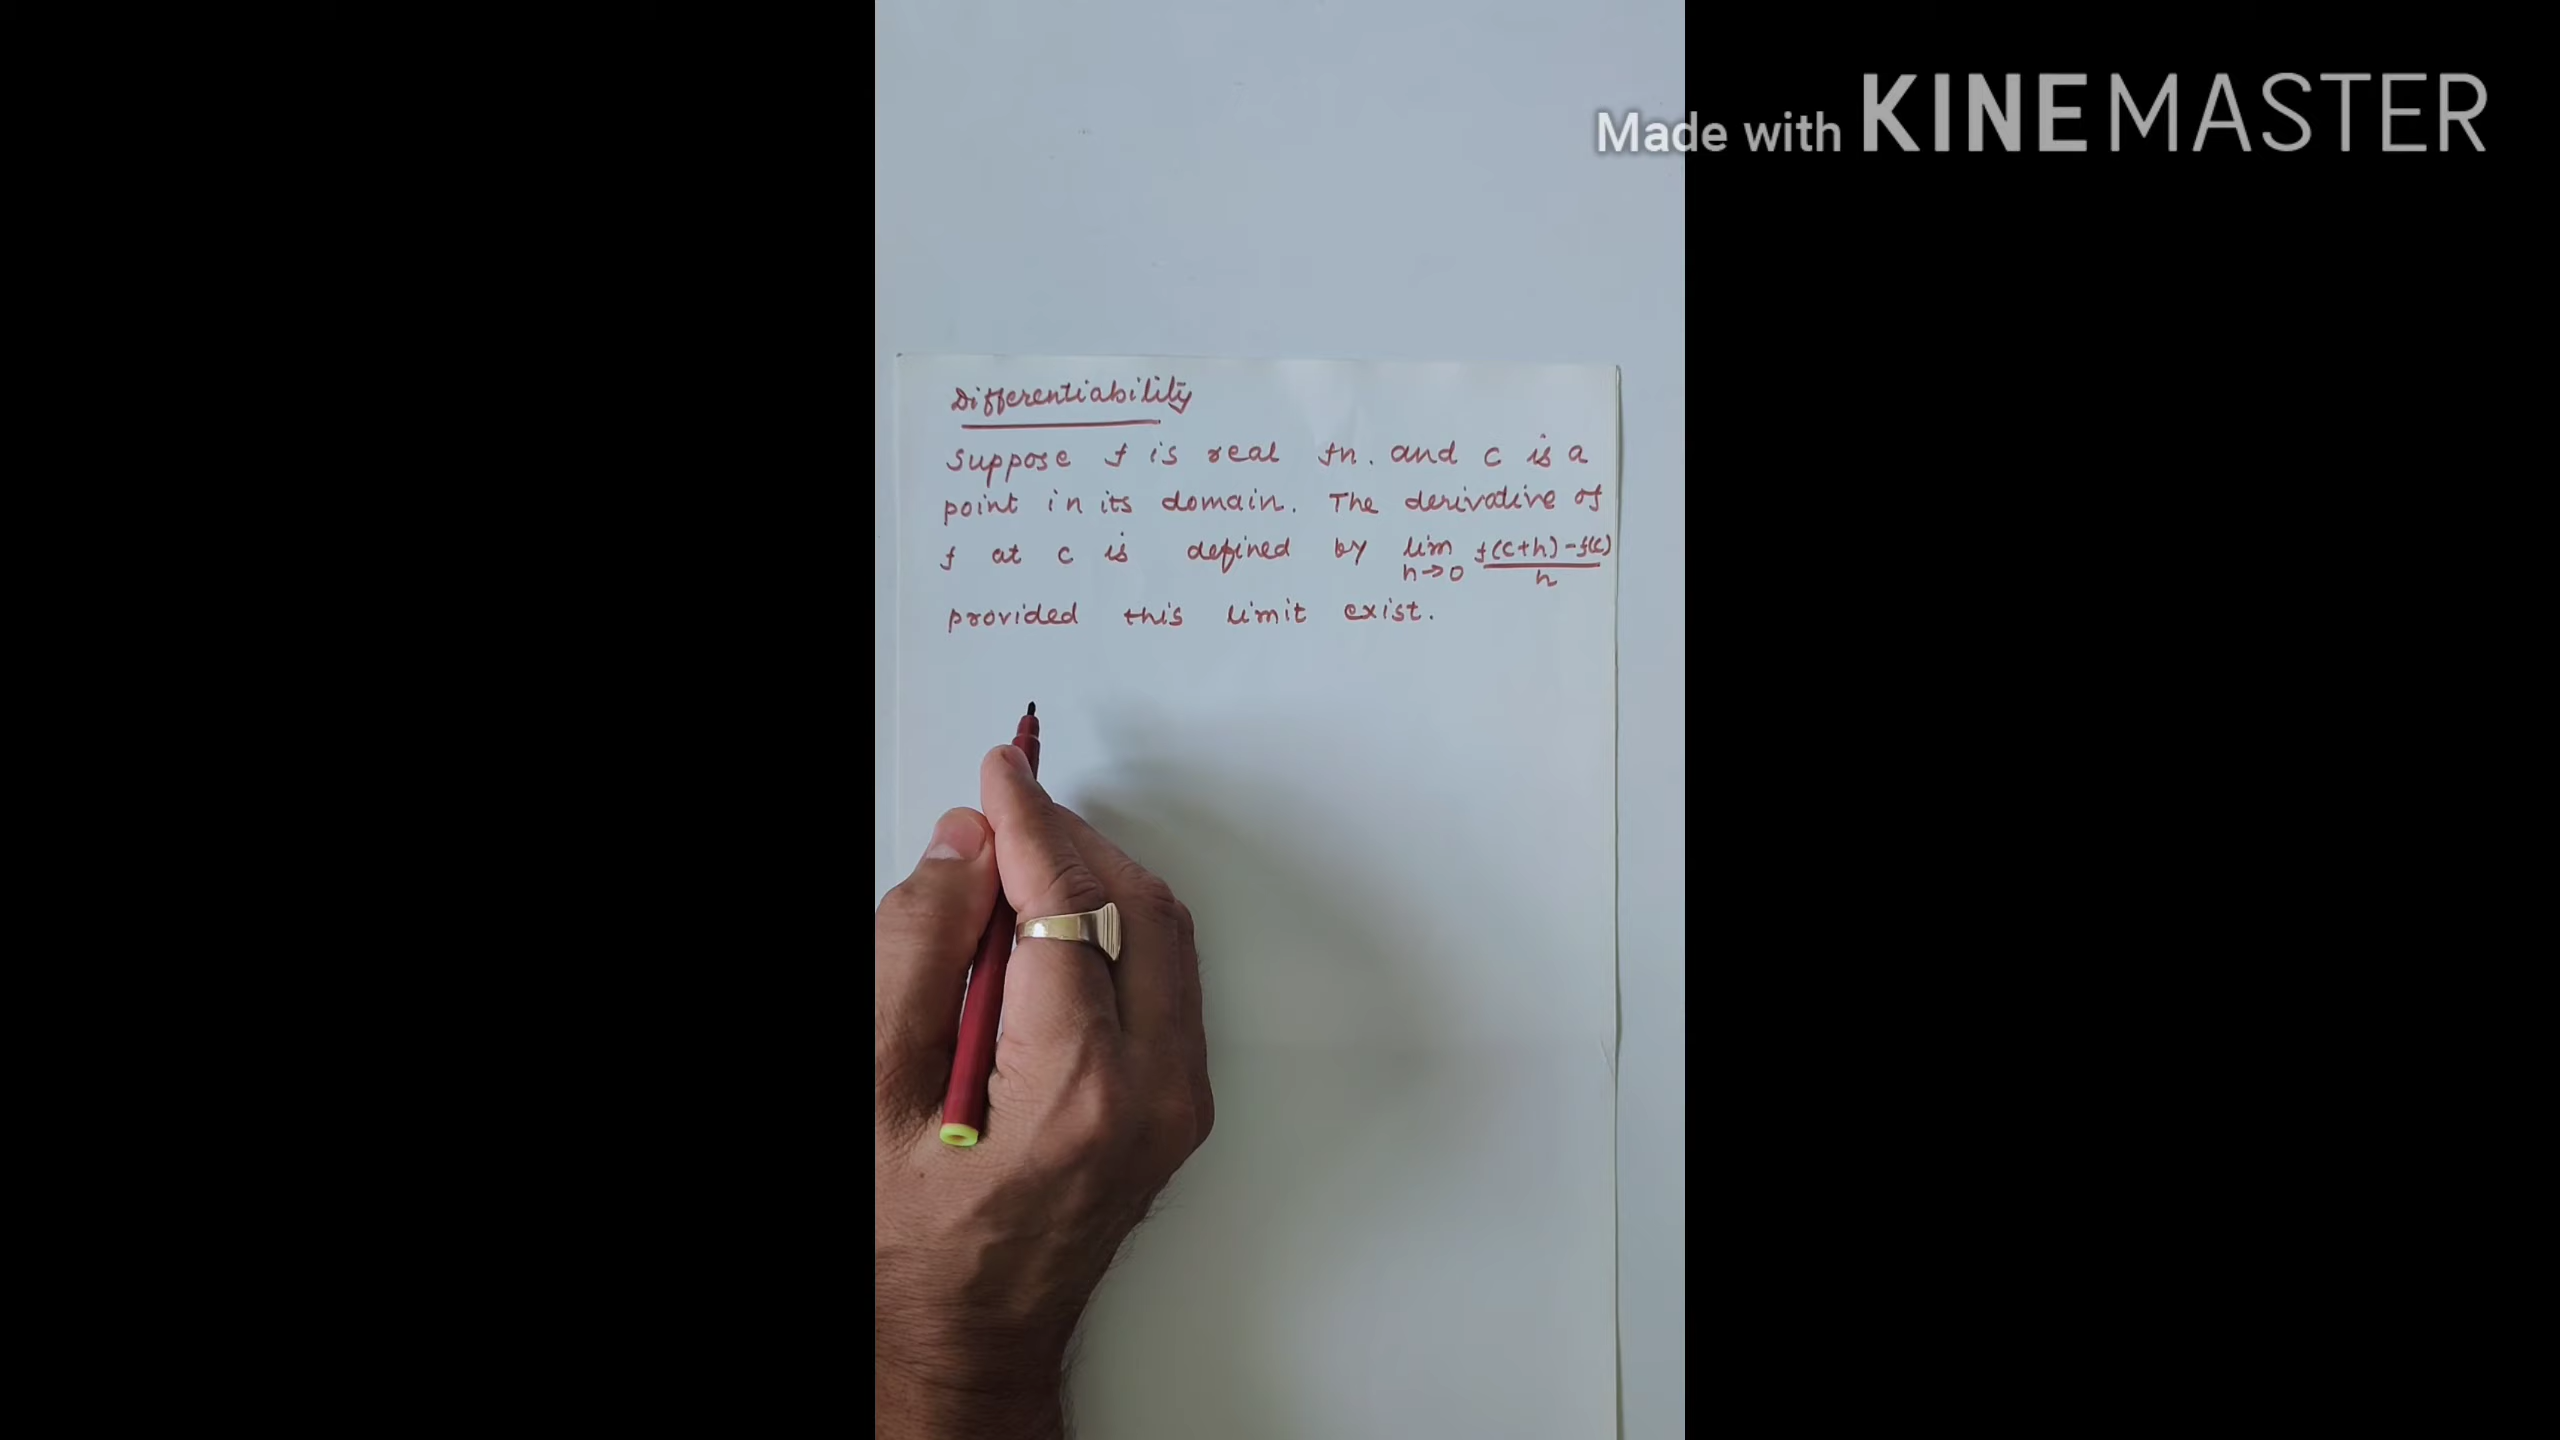 Made with KINEMASTER
Differentiability
Suppose f is real fn. and c is a
point in its domain. The derivative of
f at c is defined by lim h→0 f(c+h)-f(c)/h
provided this limit exist.